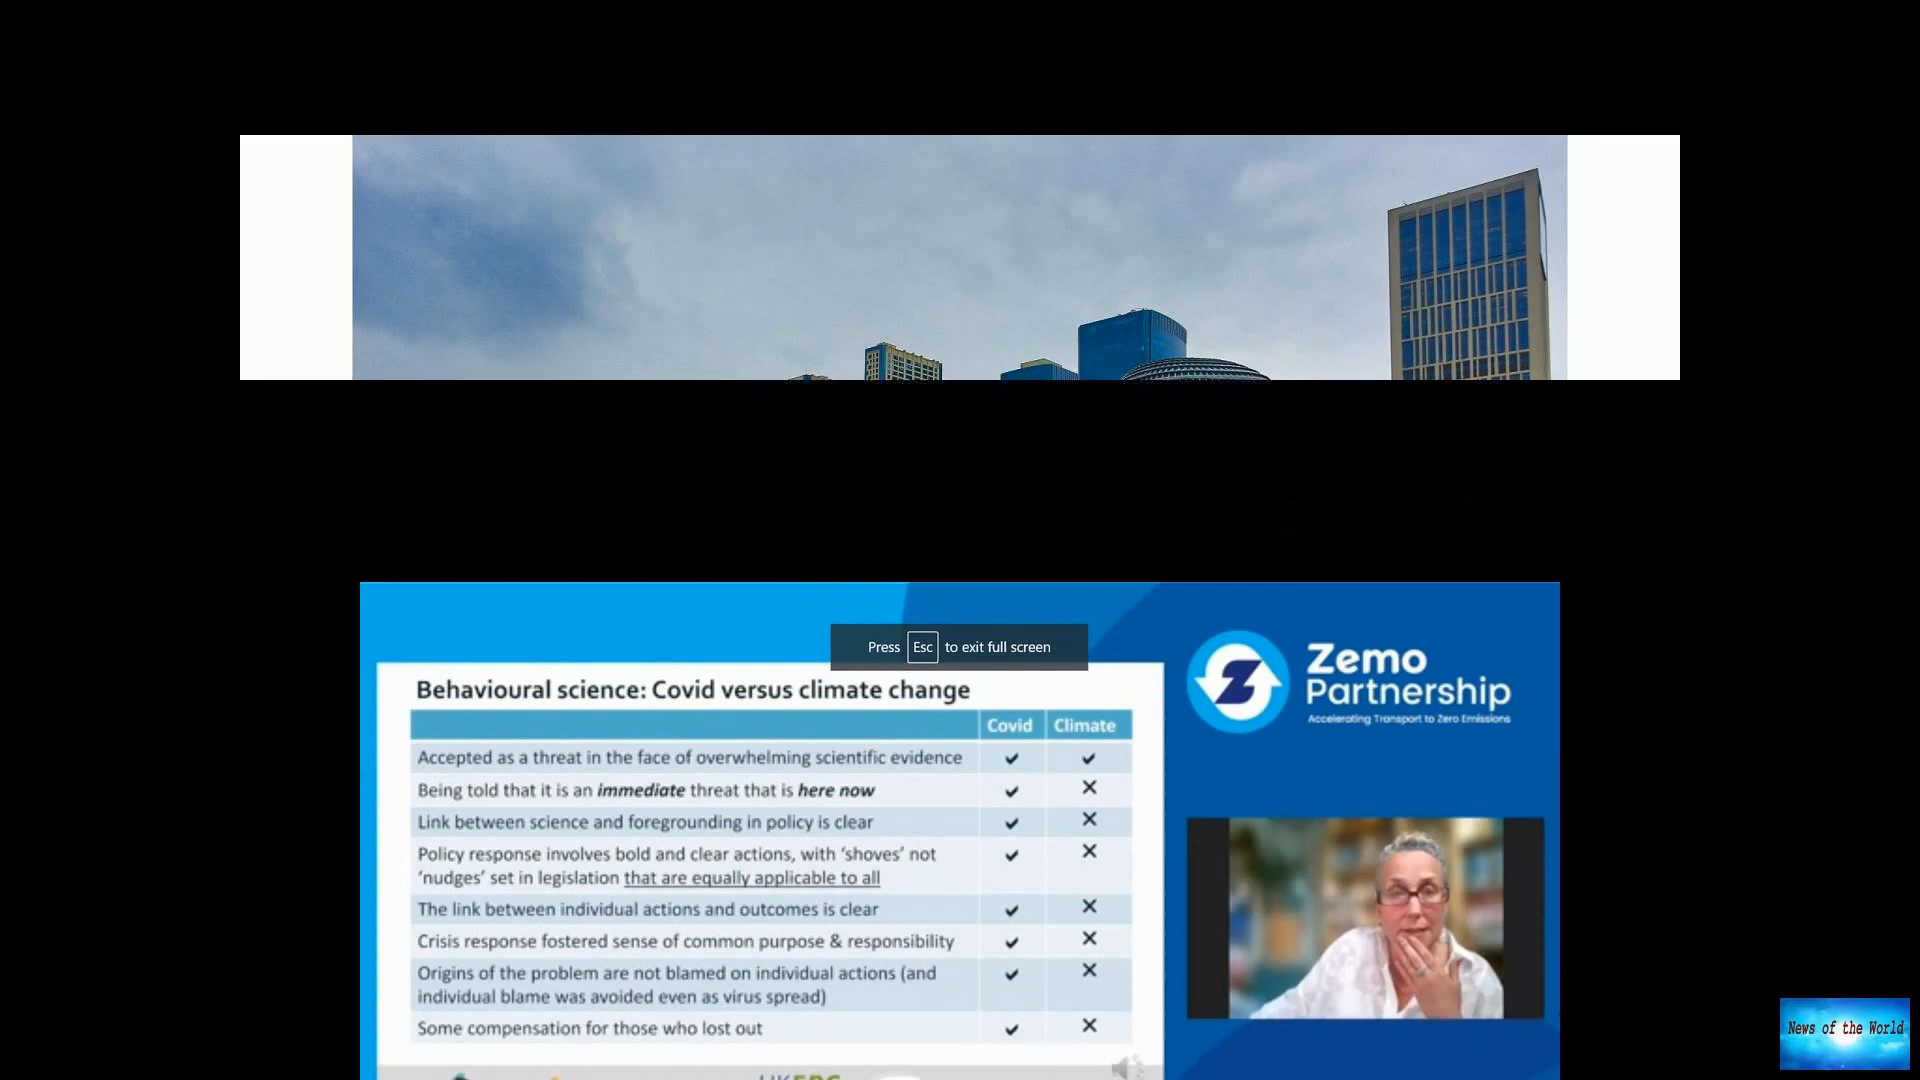 Press Esc to exit full screen
Zemo
Partnership
Accelerating Transport to Zero Emissions
Behavioural science: Covid versus climate change
Covid Climate
Accepted as a threat in the face of overwhelming scientific evidence ✔ ✔
Being told that it is an immediate threat that is here now ✔ ✕
Link between science and foregrounding in policy is clear ✔ ✕
Policy response involves bold and clear actions, with ‘shoves’ not ✔ ✕
‘nudges’ set in legislation that are equally applicable to all
The link between individual actions and outcomes is clear ✔ ✕
Crisis response fostered sense of common purpose & responsibility ✔ ✕
Origins of the problem are not blamed on individual actions (and ✔ ✕
individual blame was avoided even as virus spread)
Some compensation for those who lost out ✔ ✕
News of the World